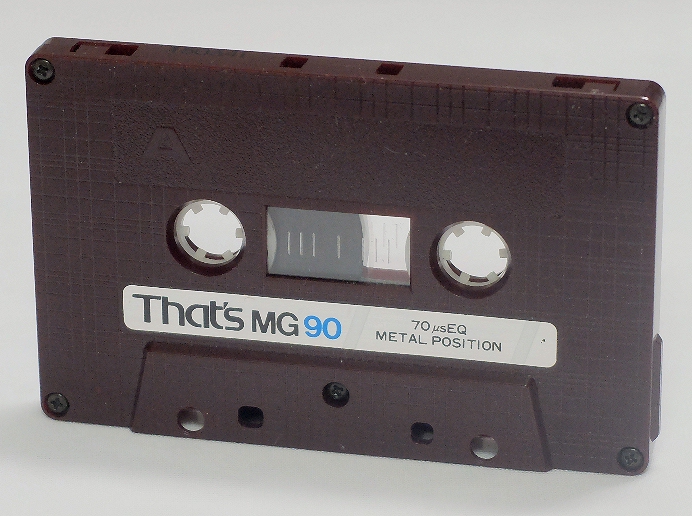 A
That's MG 90
70 µsEQ
METAL POSITION